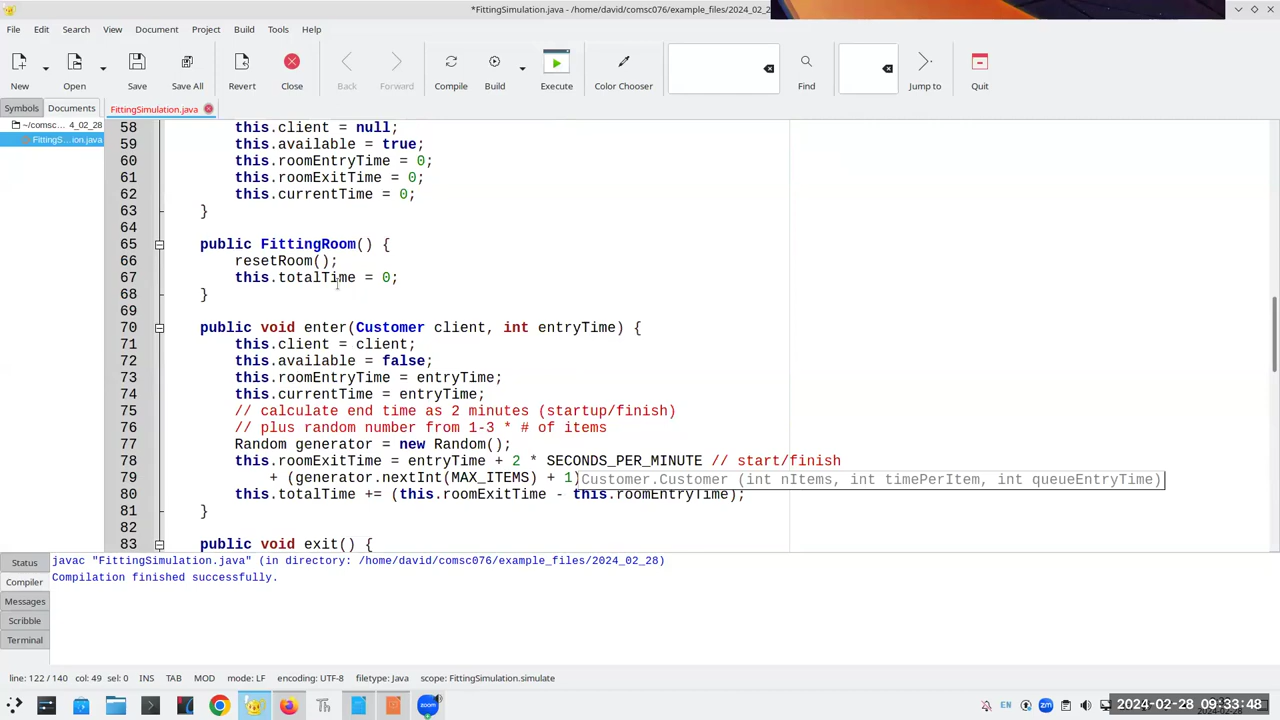 *FittingSimulation.java - /home/david/comsc076/example_files/2024_02_2
File Edit Search View Document Project Build Tools Help
New Open Save Save All Revert Close Back Forward Compile Build Execute Color Chooser Find Jump to Quit
Symbols Documents FittingSimulation.java
~/comsc... 4_02_28
FittingS...ion.java
58 this.client = null;
59 this.available = true;
60 this.roomEntryTime = 0;
61 this.roomExitTime = 0;
62 this.currentTime = 0;
63 }
64
65 public FittingRoom() {
66 resetRoom();
67 this.totalTime = 0;
68 }
69
70 public void enter(Customer client, int entryTime) {
71 this.client = client;
72 this.available = false;
73 this.roomEntryTime = entryTime;
74 this.currentTime = entryTime;
75 // calculate end time as 2 minutes (startup/finish)
76 // plus random number from 1-3 * # of items
77 Random generator = new Random();
78 this.roomExitTime = entryTime + 2 * SECONDS_PER_MINUTE // start/finish
79 + (generator.nextInt(MAX_ITEMS) + 1) Customer.Customer (int nItems, int timePerItem, int queueEntryTime)
80 this.totalTime += (this.roomExitTime - this.roomEntryTime);
81 }
82
83 public void exit() {
Status
Compiler
Messages
Scribble
Terminal
javac "FittingSimulation.java" (in directory: /home/david/comsc076/example_files/2024_02_28)
Compilation finished successfully.
line: 122 / 140 col: 49 sel: 0 INS TAB MOD mode: LF encoding: UTF-8 filetype: Java scope: FittingSimulation.simulate
Th zoom EN zm 2024-02-28 09:33:48